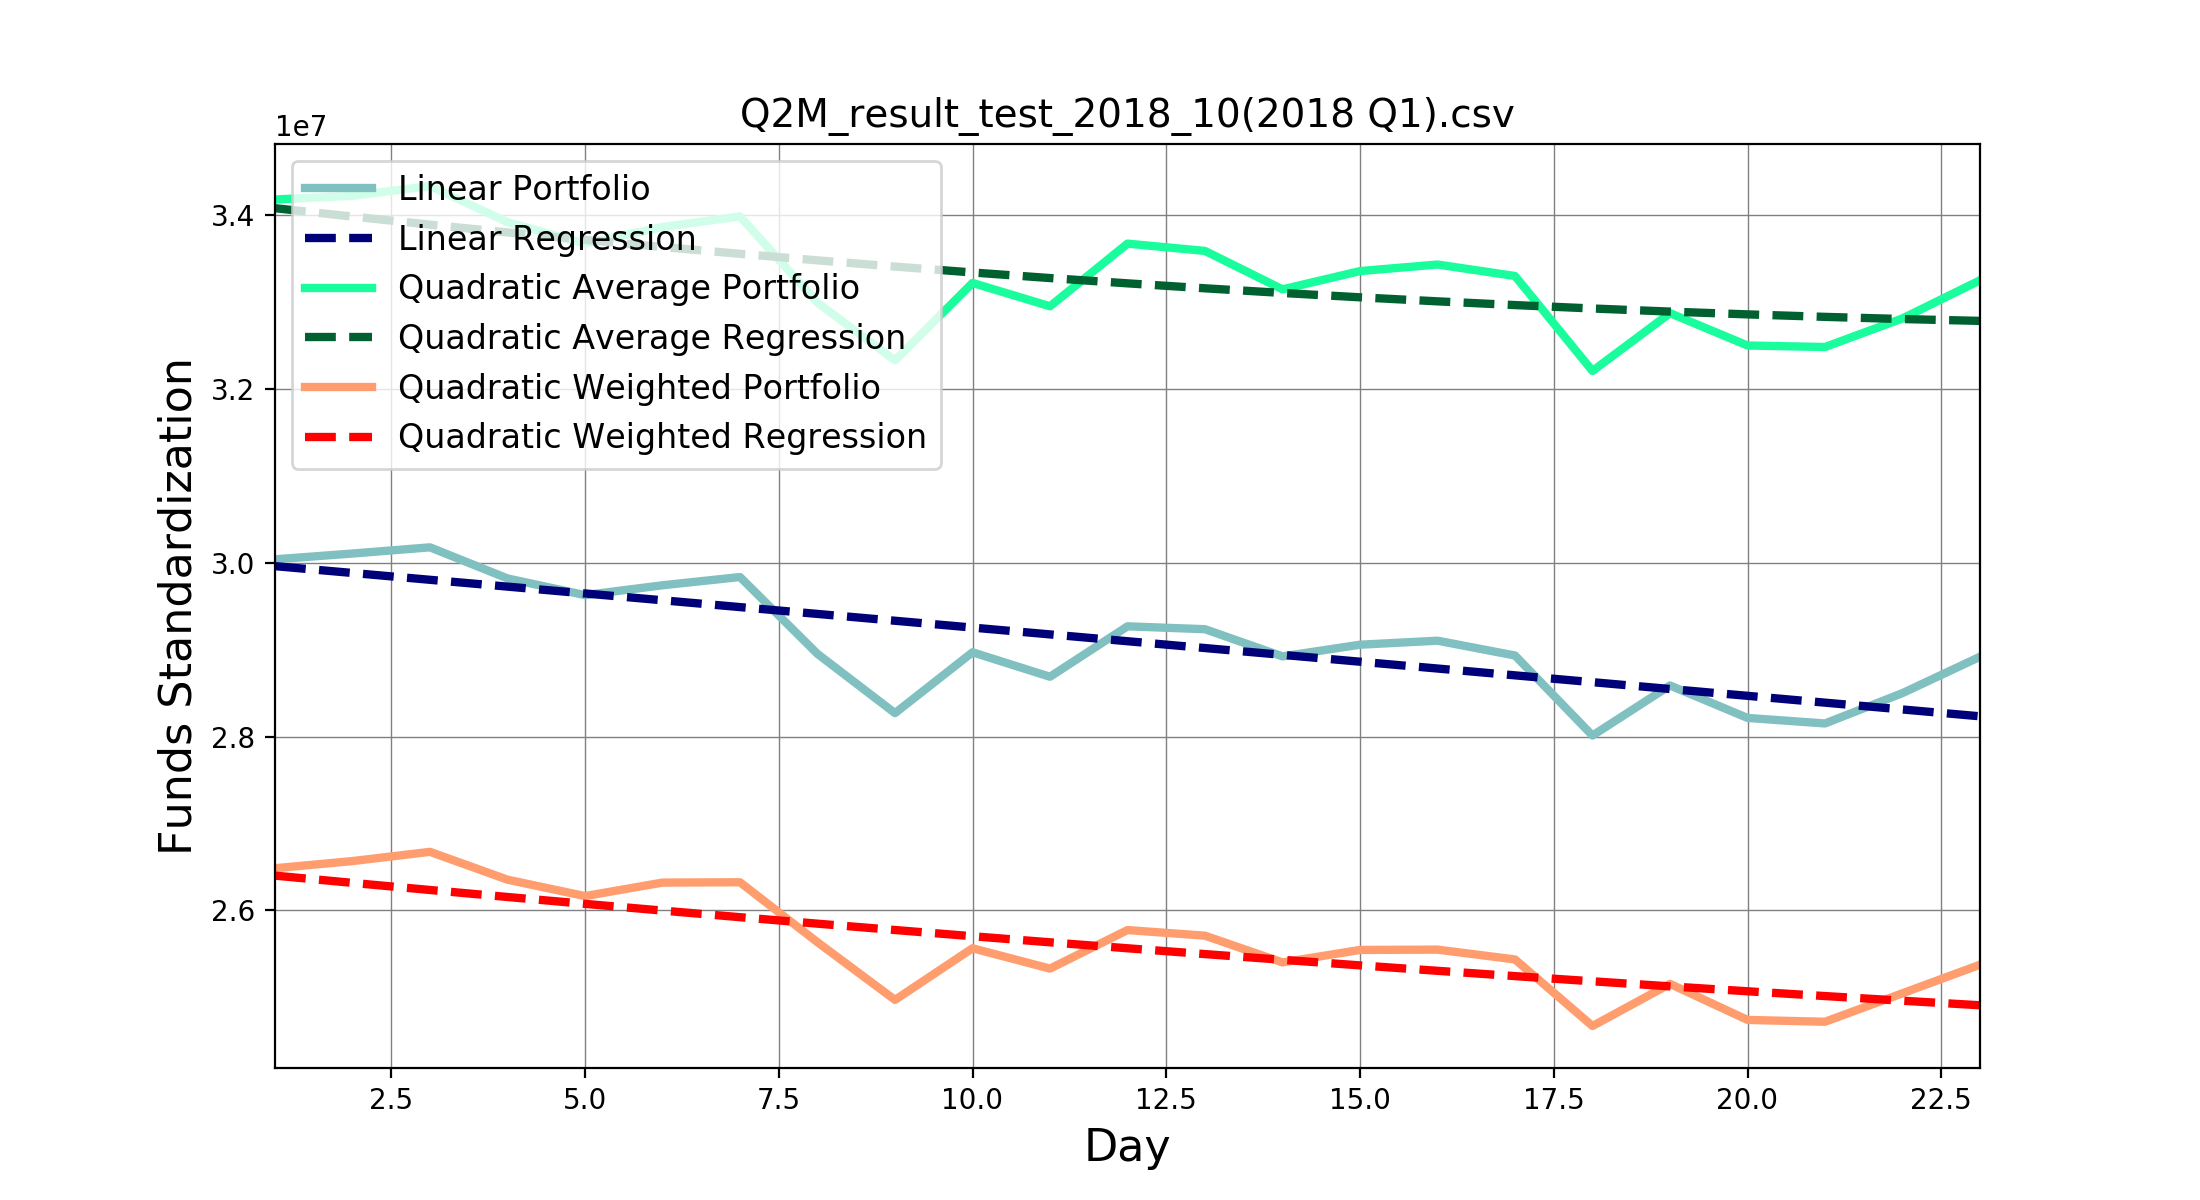 Q2M_result_test_2018_10(2018 Q1).csv
1e7
Linear Portfolio
Linear Regression
Quadratic Average Portfolio
Quadratic Average Regression
Quadratic Weighted Portfolio
Quadratic Weighted Regression
3.4
3.2
3.0
2.8
2.6
Funds Standardization
2.5 5.0 7.5 10.0 12.5 15.0 17.5 20.0 22.5
Day